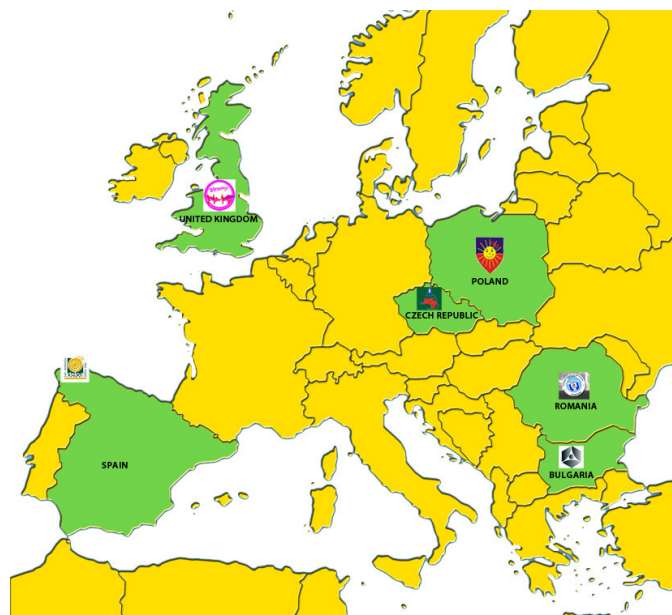 UNITED KINGDOM
POLAND
CZECH REPUBLIC
ROMANIA
SPAIN
BULGARIA